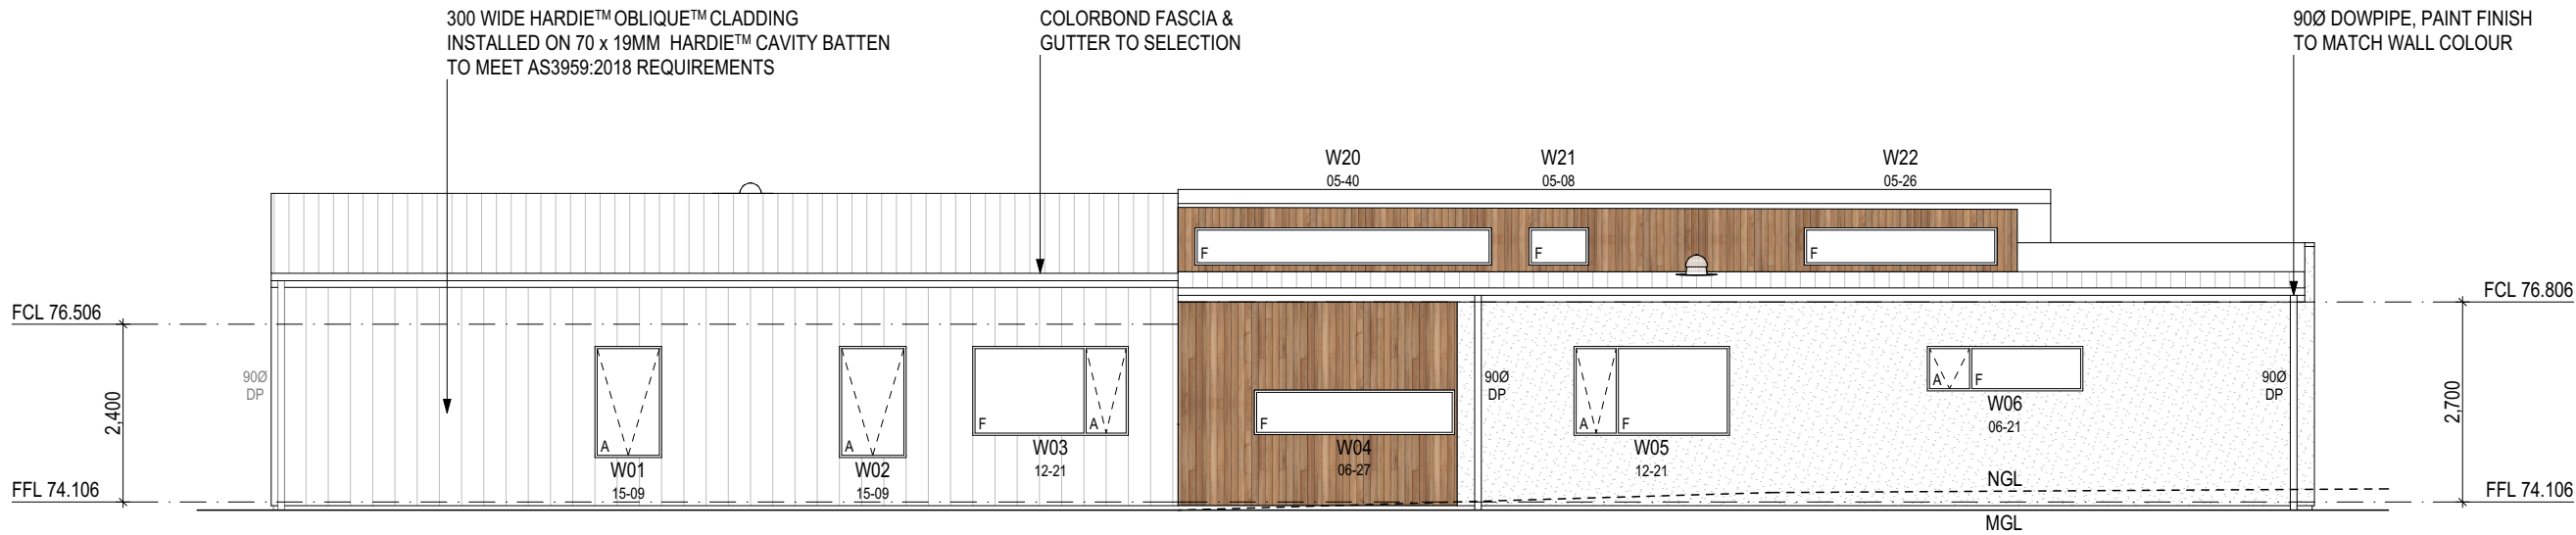 300 WIDE HARDIE™ OBLIQUE™ CLADDING
INSTALLED ON 70 x 19MM HARDIE™ CAVITY BATTEN
TO MEET AS3959:2018 REQUIREMENTS
COLORBOND FASCIA &
GUTTER TO SELECTION
90Ø DOWPIPE, PAINT FINISH
TO MATCH WALL COLOUR
W20
05-40
W21
05-08
W22
05-26
F
F
F
FCL 76.506
FCL 76.806
2,400
90Ø
DP
A
W01
15-09
A
W02
15-09
F
A
W03
12-21
F
W04
06-27
90Ø
DP
A
F
W05
12-21
A
F
W06
06-21
90Ø
DP
2,700
NGL
FFL 74.106
FFL 74.106
MGL